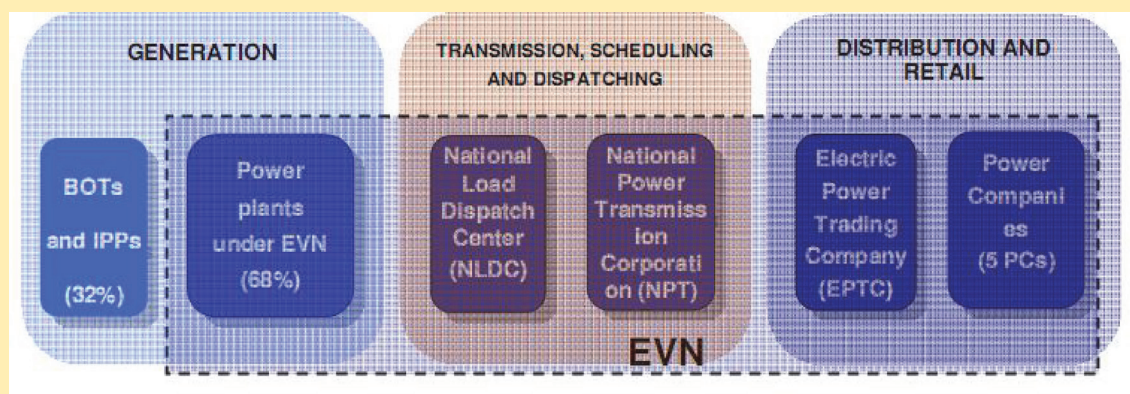 GENERATION
BOTs
and IPPs
(32%)
Power
plants
under EVN
(68%)
TRANSMISSION, SCHEDULING
AND DISPATCHING
National
Load
Dispatch
Center
(NLDC)
National
Power
Transmiss
ion
Corporati
on (NPT)
DISTRIBUTION AND
RETAIL
Electric
Power
Trading
Company
(EPTC)
Power
Compani
es
(5 PCs)
EVN